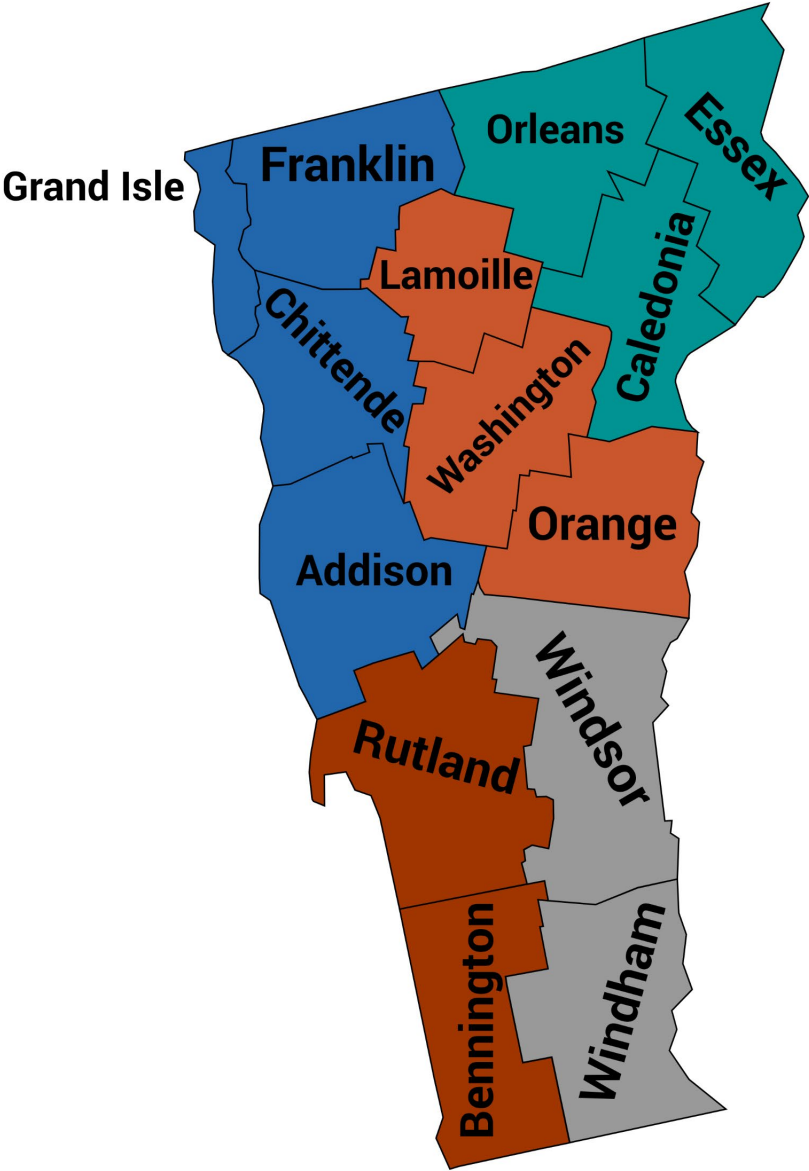 Orleans
Essex
Franklin
Grand Isle
Lamoille
Caledonia
Chittende
Washington
Orange
Addison
Windsor
Rutland
Bennington
Windham